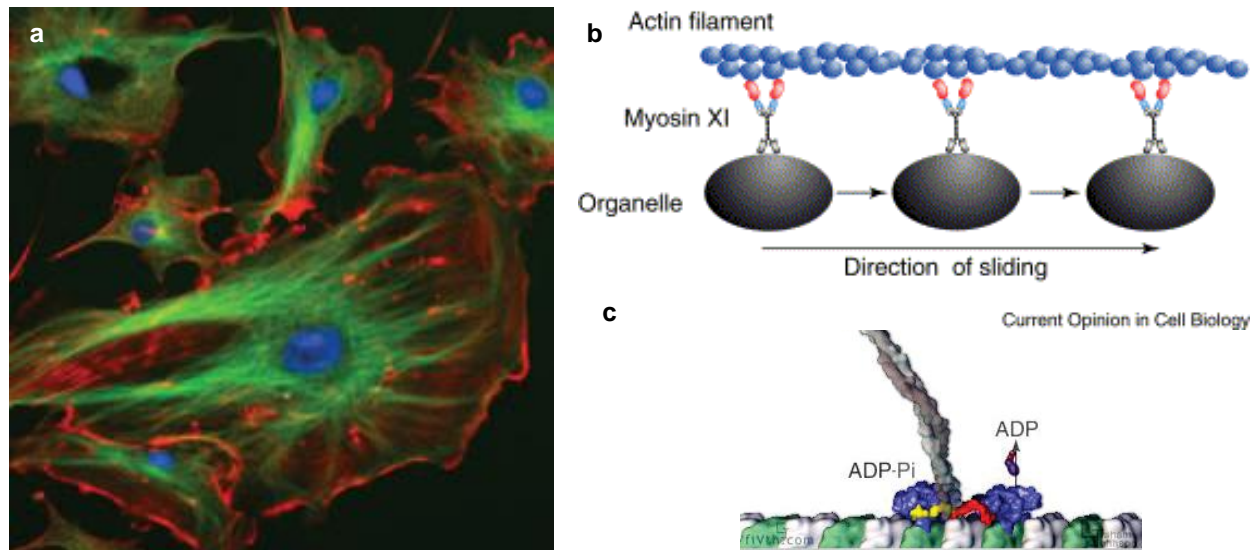 a
b
Actin filament
Myosin XI
Organelle
Direction of sliding
Current Opinion in Cell Biology
c
ADP
ADP-Pi